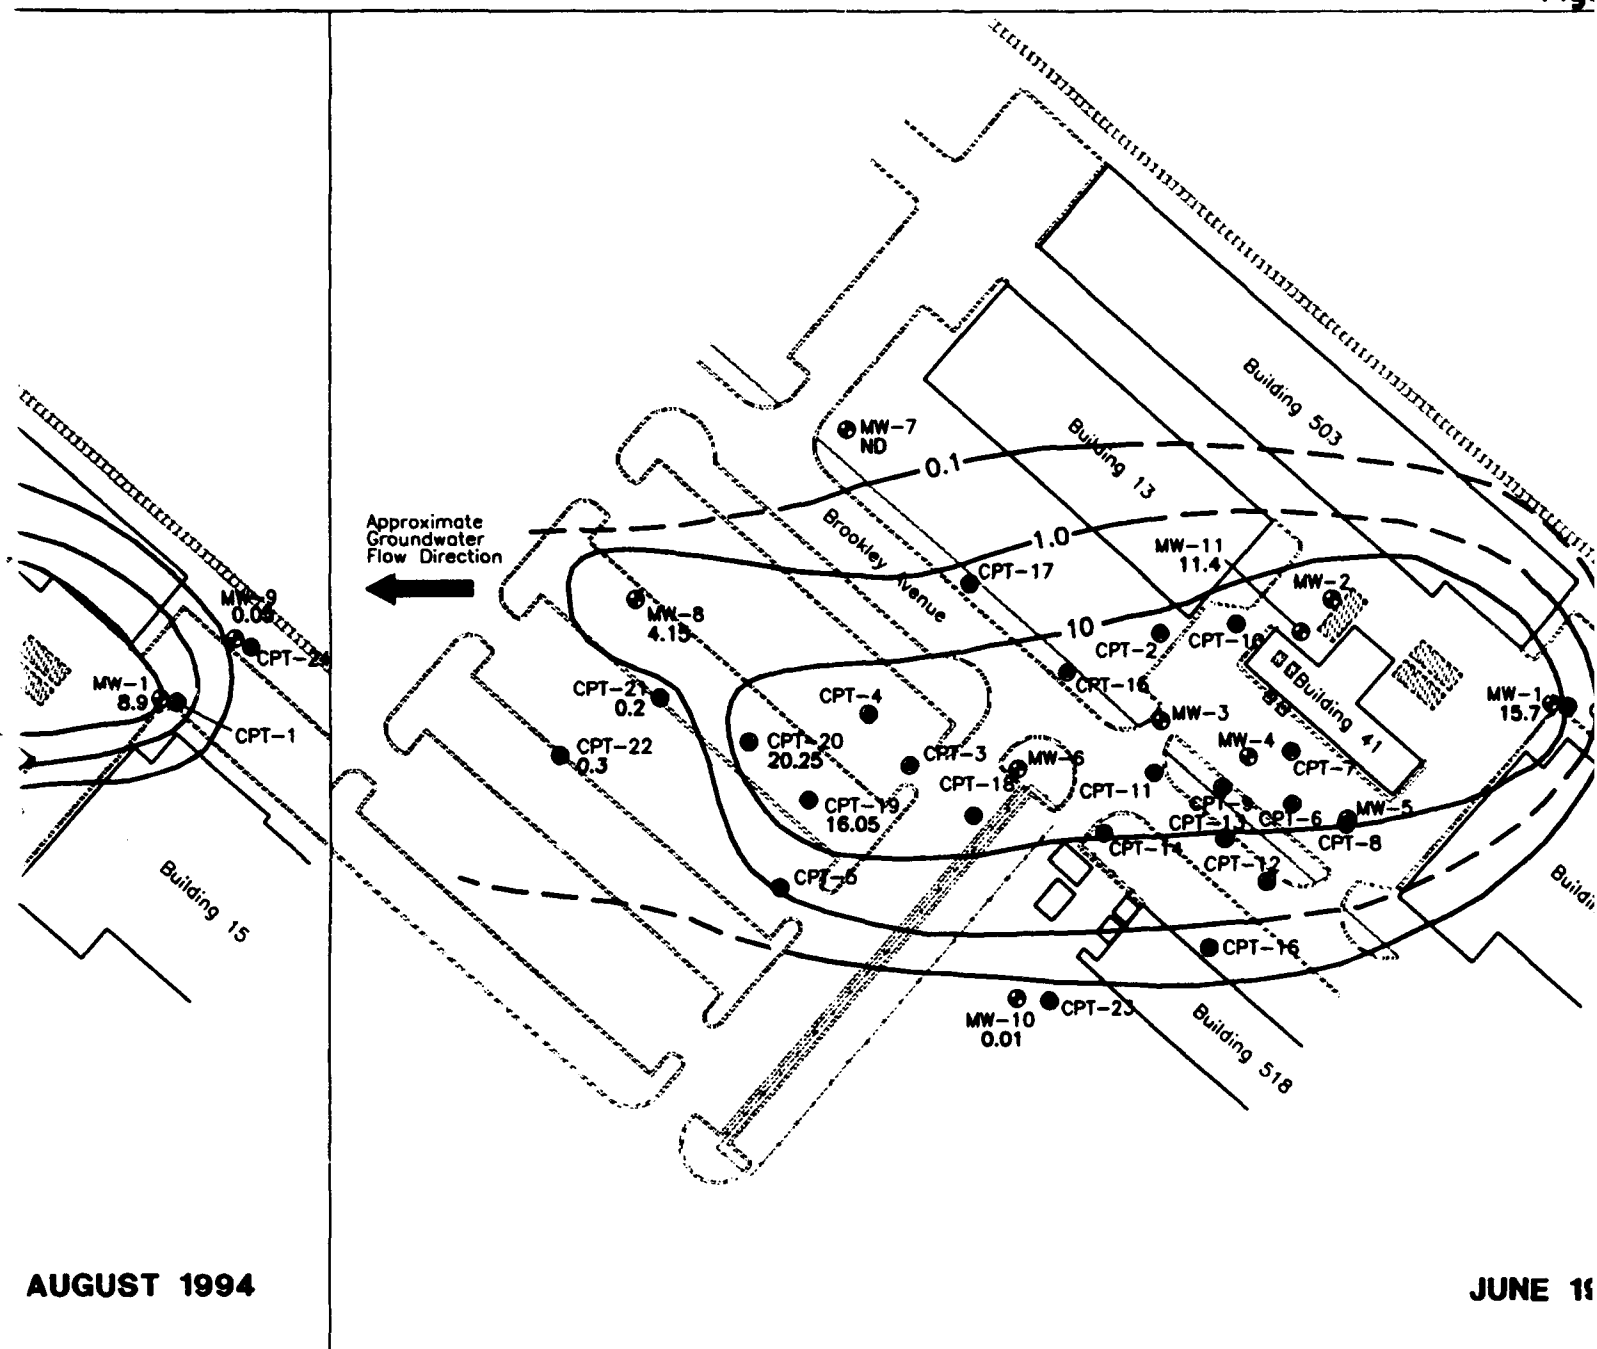 MW-9
0.05
CPT-24
MW-1
8.9
CPT-1
Building 15
AUGUST 1994
Approximate
Groundwater
Flow Direction
MW-7
ND
0.1
Building 13
Building 503
Brookley Avenue
1.0
MW-11
11.4
CPT-17
MW-2
MW-8
4.15
10
CPT-2
CPT-10
CPT-16
CPT-21
0.2
CPT-4
MW-3
Building 41
MW-1
15.7
CPT-22
0.3
CPT-20
20.25
CPT-3
MW-6
MW-4
CPT-7
CPT-18
CPT-11
CPT-9
CPT-19
16.05
CPT-13
CPT-6
MW-5
CPT-8
CPT-14
CPT-12
CPT-5
CPT-15
MW-10
0.01
CPT-23
Building 518
JUNE